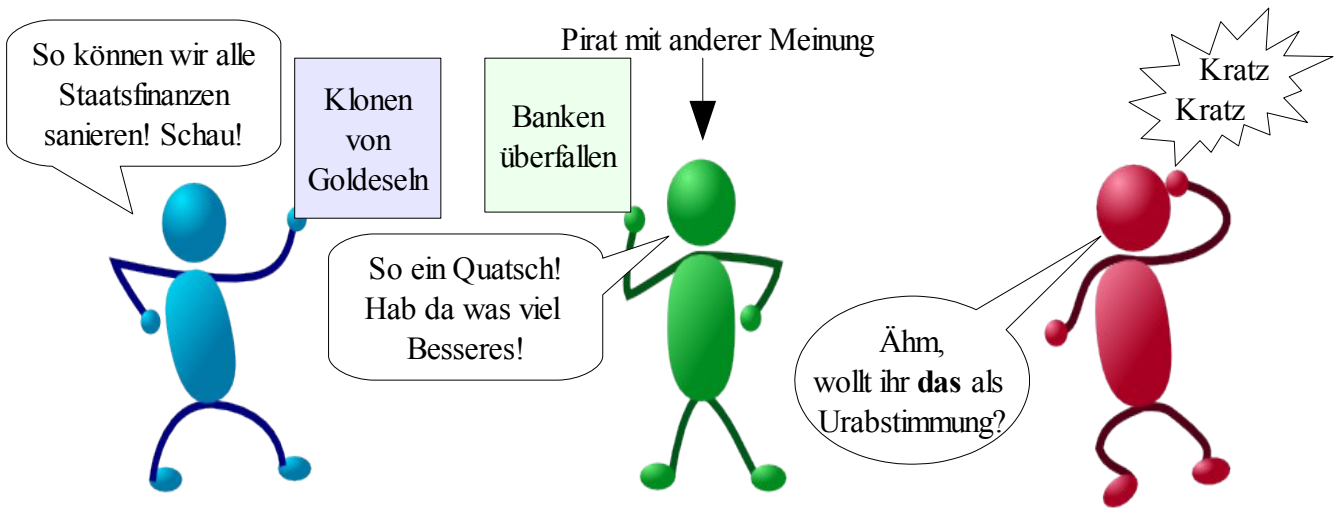 So können wir alle
Staatsfinanzen
sanieren! Schau!
Klonen
von
Goldeseln
Pirat mit anderer Meinung
Banken
überfallen
So ein Quatsch!
Hab da was viel
Besseres!
Kratz
Kratz
Ähm,
wollt ihr das als
Urabstimmung?